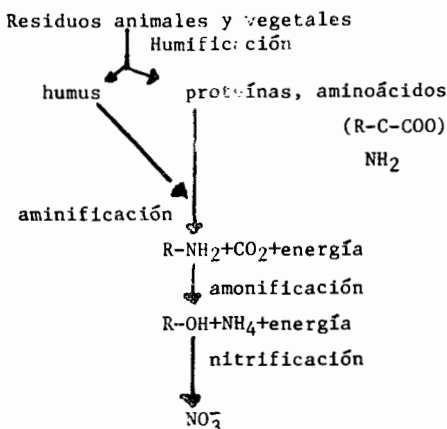 Residuos animales y vegetales
Humificación
humus proteínas, aminoácidos
(R-C-COO)
NH2
aminificación
R-NH2+CO2+energía
amonificación
R-OH+NH4+energía
nitrificación
NO3-